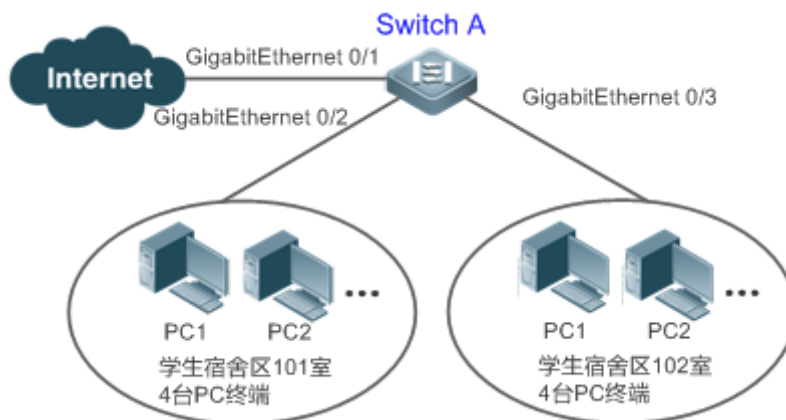 Switch A
GigabitEthernet 0/1
Internet
GigabitEthernet 0/2
GigabitEthernet 0/3
PC1
PC2
...
学生宿舍区101室
4台PC终端
PC1
PC2
...
学生宿舍区102室
4台PC终端